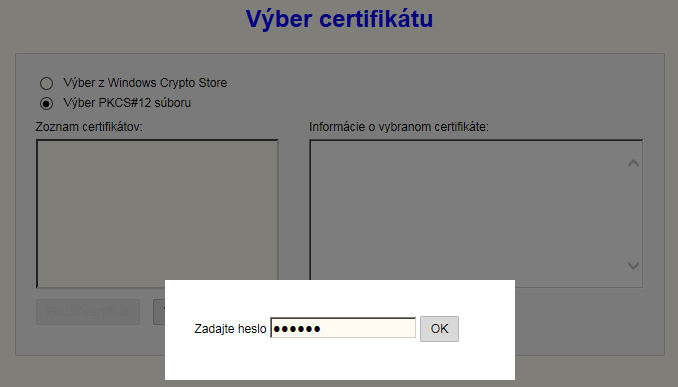 Výber certifikátu
Výber z Windows Crypto Store
Výber PKCS#12 súboru
Zoznam certifikátov:
Informácie o vybranom certifikáte:
Zadajte heslo ●●●●●● OK